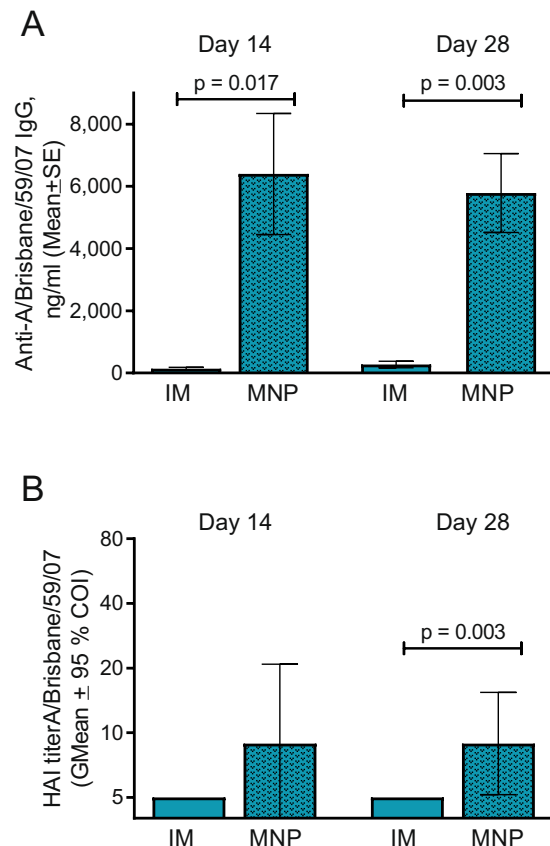 A
Day 14
Day 28
p = 0.017
p = 0.003
Anti-A/Brisbane/59/07 IgG,
ng/ml (Mean±SE)
8,000
6,000
4,000
2,000
0
IM
MNP
IM
MNP
B
Day 14
Day 28
p = 0.003
HAI titerA/Brisbane/59/07
(GMean ± 95 % COI)
80
40
20
10
5
IM
MNP
IM
MNP